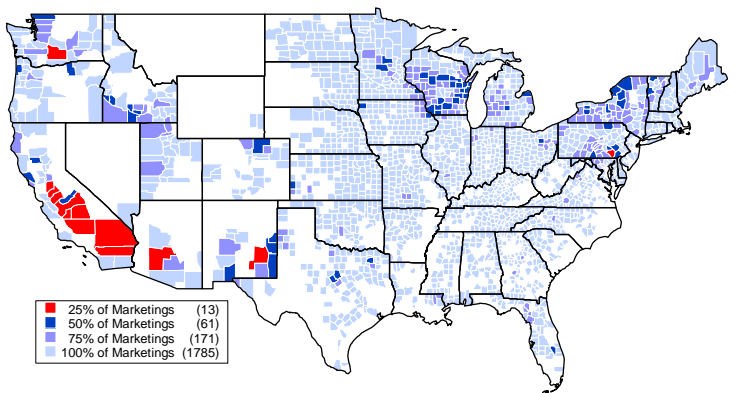 25% of Marketings (13)
50% of Marketings (61)
75% of Marketings (171)
100% of Marketings (1785)